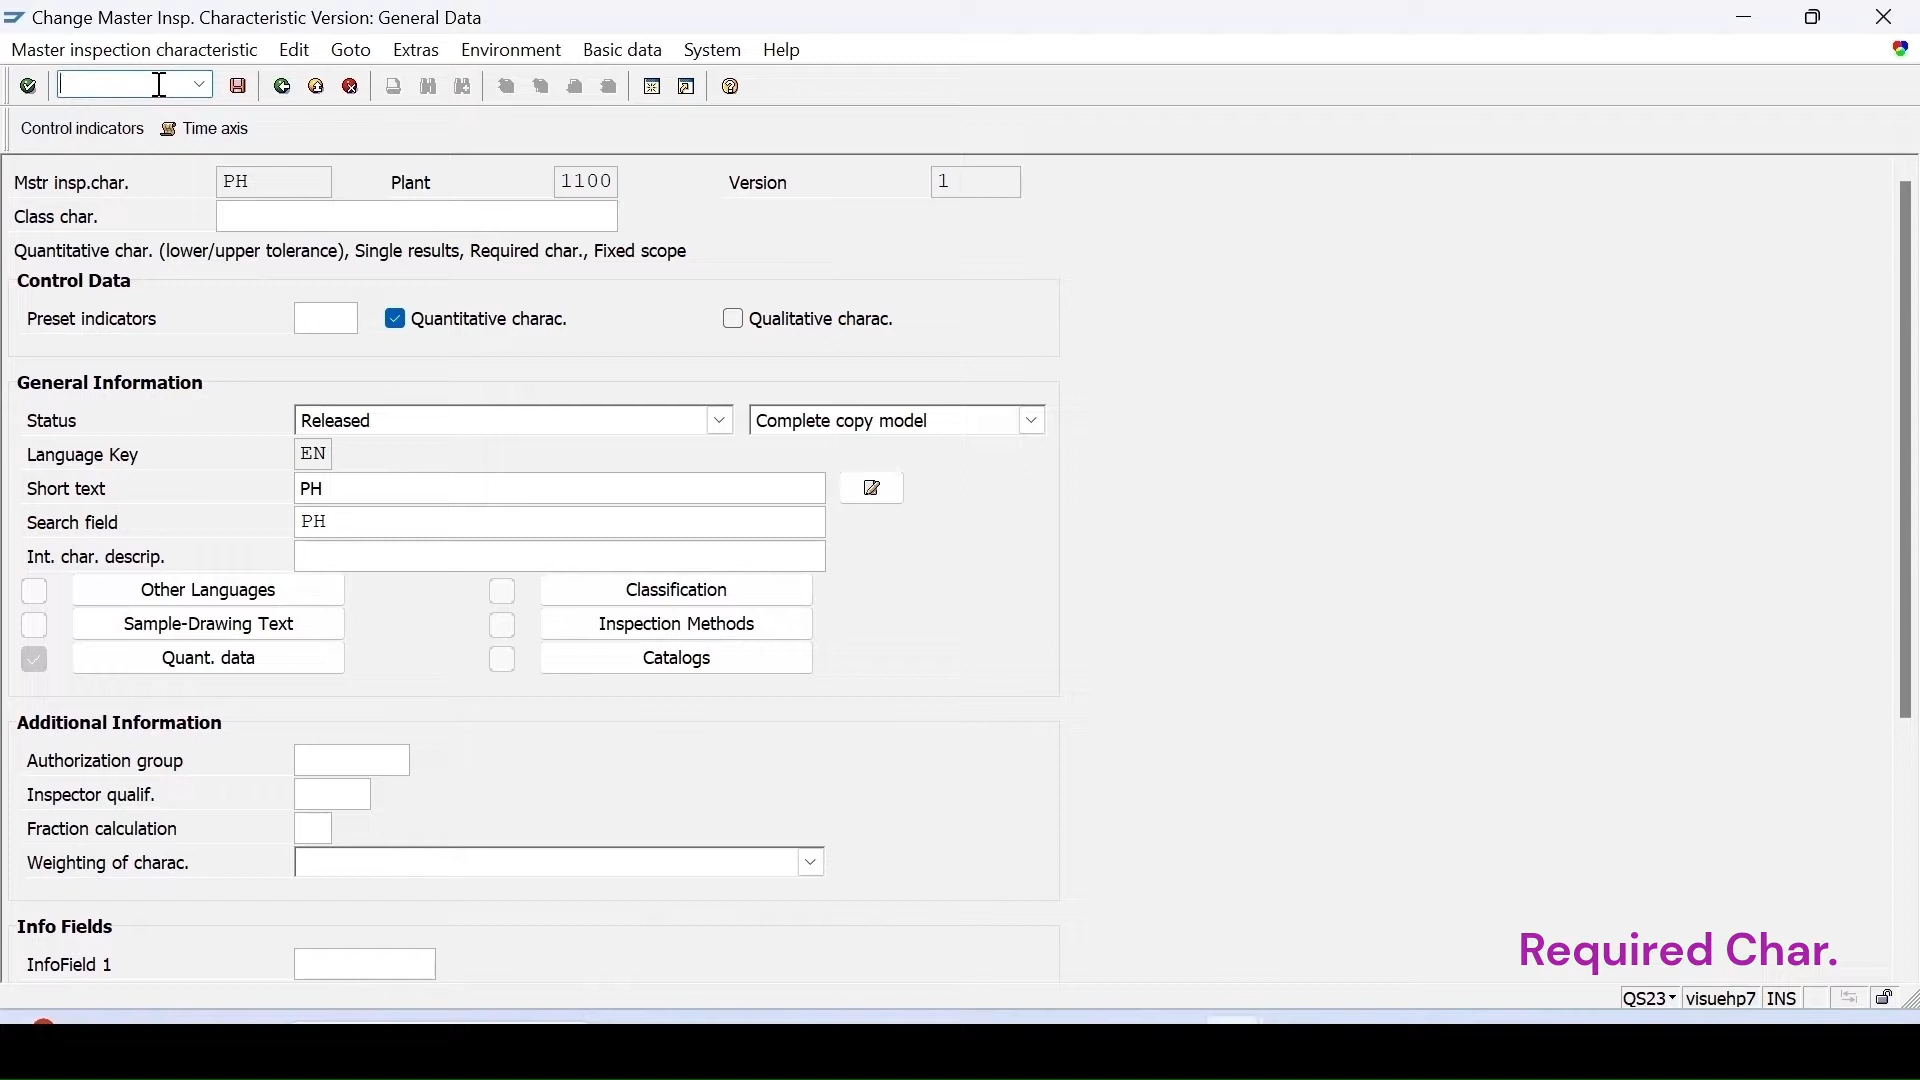 Change Master Insp. Characteristic Version: General Data
Master inspection characteristic Edit Goto Extras Environment Basic data System Help
Control indicators Time axis
Mstr insp.char. PH Plant 1100 Version 1
Class char.
Quantitative char. (lower/upper tolerance), Single results, Required char., Fixed scope
Control Data
Preset indicators Quantitative charac. Qualitative charac.
General Information
Status Released Complete copy model
Language Key EN
Short text PH
Search field PH
Int. char. descrip.
Other Languages Classification
Sample-Drawing Text Inspection Methods
Quant. data Catalogs
Additional Information
Authorization group
Inspector qualif.
Fraction calculation
Weighting of charac.
Info Fields
InfoField 1
Required Char.
QS23 visuehp7 INS